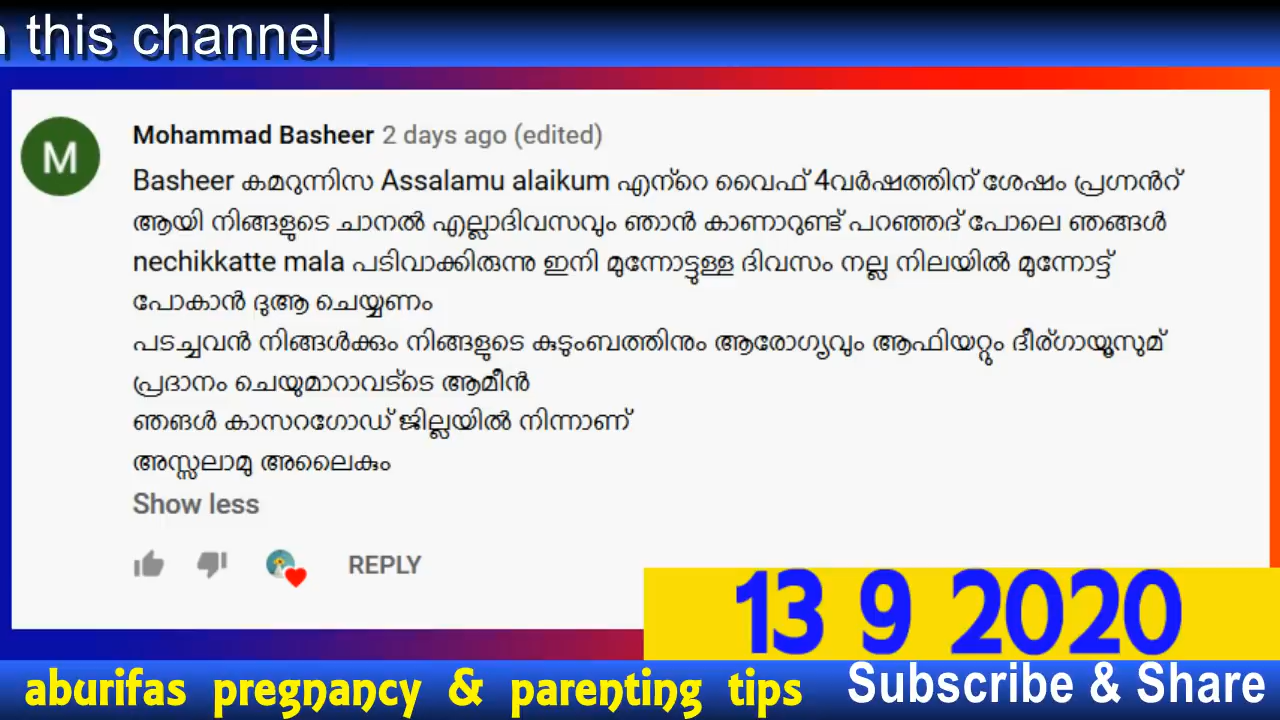 this channel
Mohammad Basheer 2 days ago (edited)
Basheer കമറുന്നിസ Assalamu alaikum എന്റെ വൈഫ് 4വർഷത്തിന് ശേഷം പ്രഗ്നൻറ്
ആയി നിങ്ങളുടെ ചാനൽ എല്ലാദിവസവും ഞാൻ കാണാറുണ്ട് പറഞ്ഞദ് പോലെ ഞങ്ങൾ
nechikkatte mala പടിവാക്കിരുന്നു ഇനി മുന്നോട്ടുള്ള ദിവസം നല്ല നിലയിൽ മുന്നോട്ട്
പോകാൻ ദുആ ചെയ്യണം
പടച്ചവൻ നിങ്ങൾക്കും നിങ്ങളുടെ കുടുംബത്തിനും ആരോഗ്യവും ആഫിയറ്റും ദീര്ഗായൂസുമ്
പ്രദാനം ചെയുമാറാവട്ടെ ആമീൻ
ഞങൾ കാസറഗോഡ് ജില്ലയിൽ നിന്നാണ്
അസ്സലാമു അലൈകും
Show less
REPLY
13 9 2020
aburifas pregnancy & parenting tips Subscribe & Share